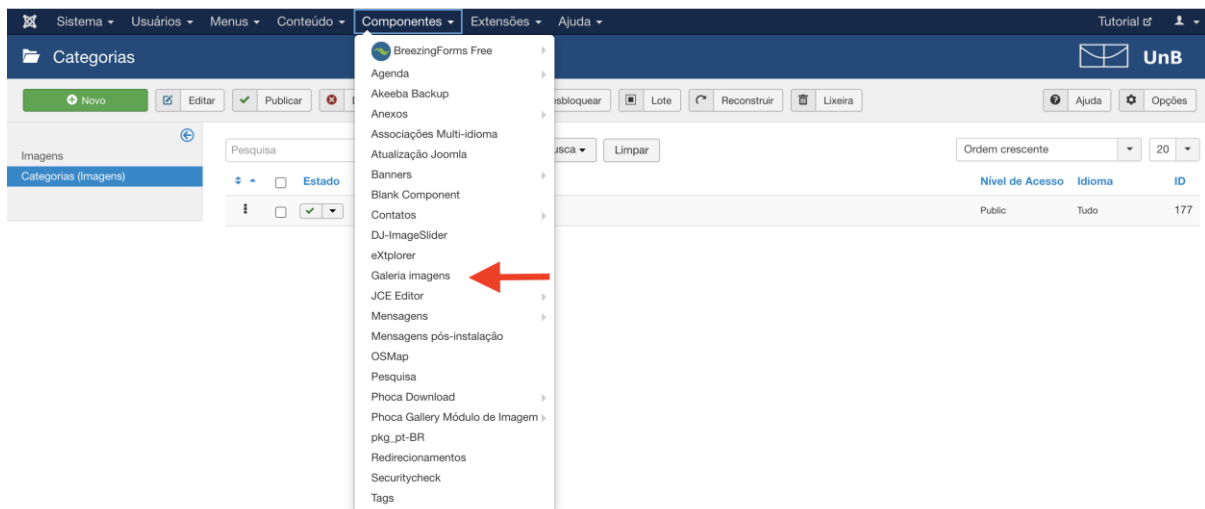 Sistema Usuários Menus Conteúdo Componentes Extensões Ajuda Tutorial
Categorias UnB
Novo Editar Publicar sbloquear Lote Reconstruir Lixeira Ajuda Opções
BreezingForms Free
Agenda
Akeeba Backup
Anexos
Associações Multi-idioma
Atualização Joomla
Banners
Blank Component
Contatos
DJ-ImageSlider
eXtplorer
Galeria imagens
JCE Editor
Mensagens
Mensagens pós-instalação
OSMap
Pesquisa
Phoca Download
Phoca Gallery Módulo de Imagem
pkg_pt-BR
Redirecionamentos
Securitycheck
Tags
Imagens
Categorias (Imagens)
Pesquisa usca Limpar Ordem crescente 20
Estado Nível de Acesso Idioma ID
Public Tudo 177